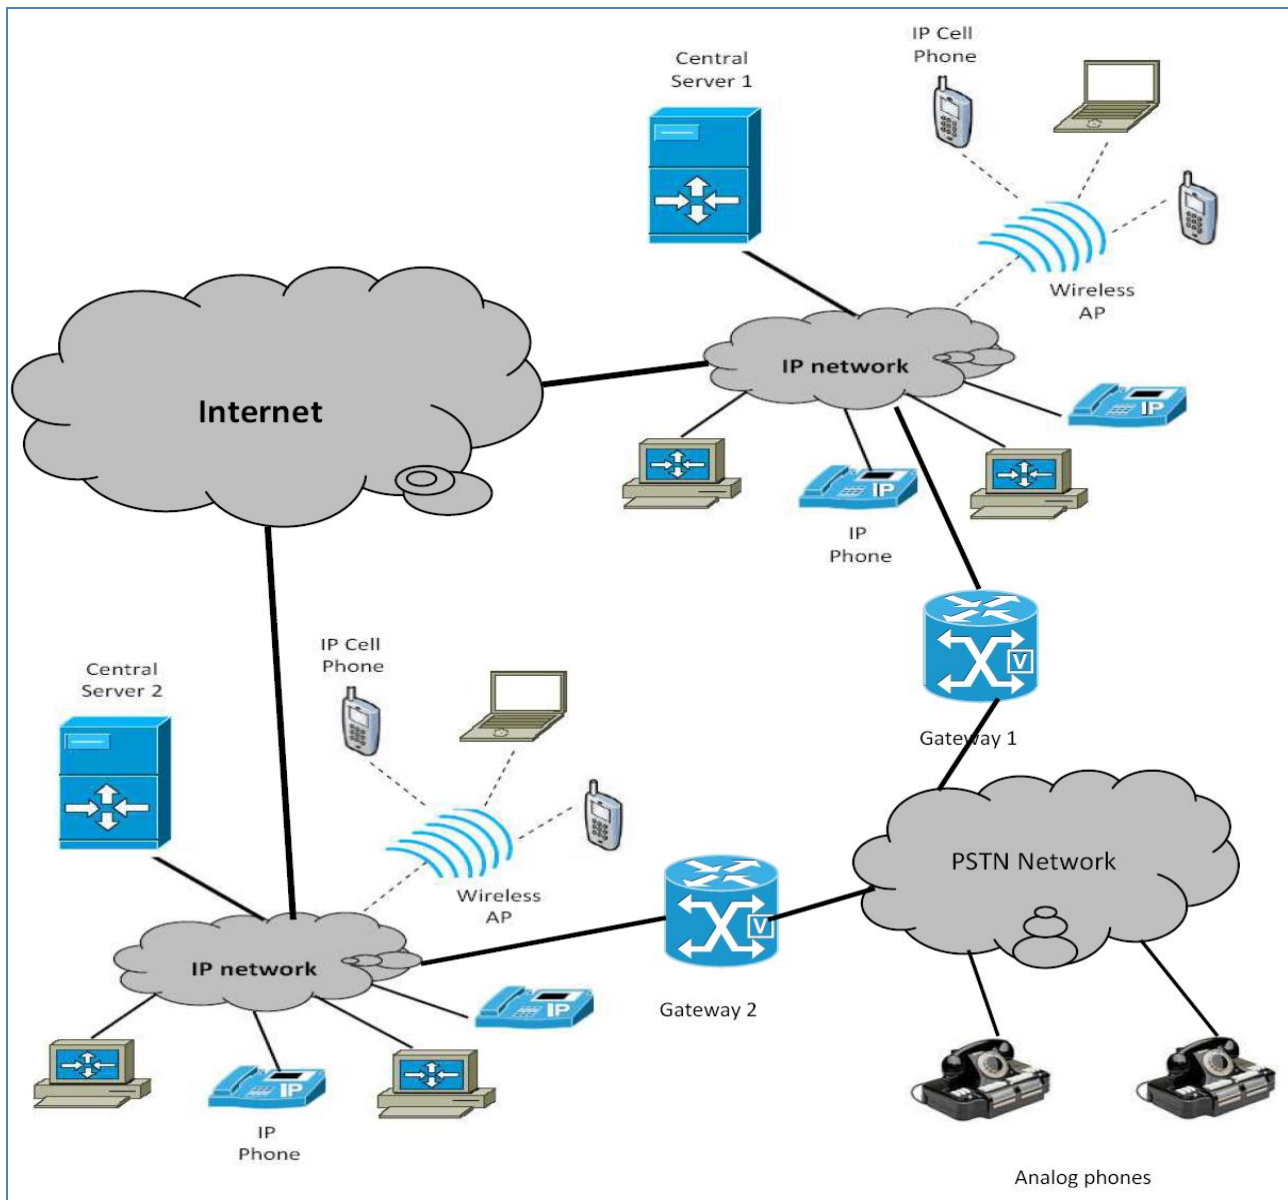 IP Cell
Phone
Central
Server 1
Wireless
AP
IP network
Internet
IP
IP
IP
Phone
V
Gateway 1
IP Cell
Phone
Central
Server 2
Wireless
AP
PSTN Network
V
IP network
Gateway 2
IP
IP
IP
Phone
Analog phones